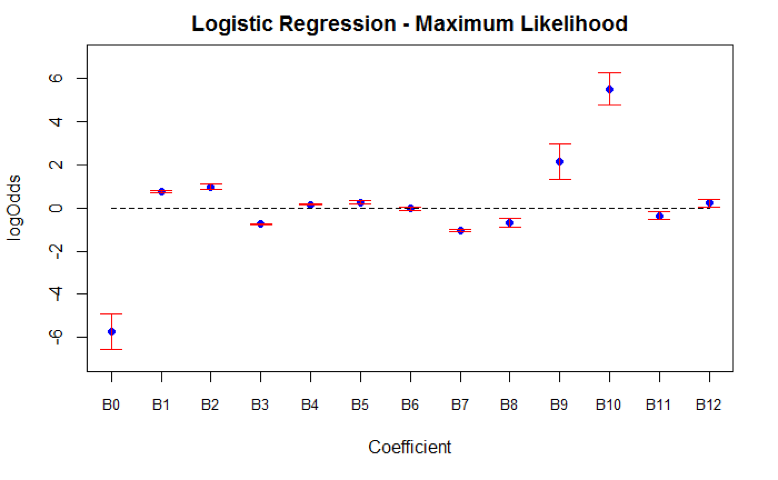 Logistic Regression - Maximum Likelihood
logOdds
6
4
2
0
-2
-4
-6
B0 B1 B2 B3 B4 B5 B6 B7 B8 B9 B10 B11 B12
Coefficient